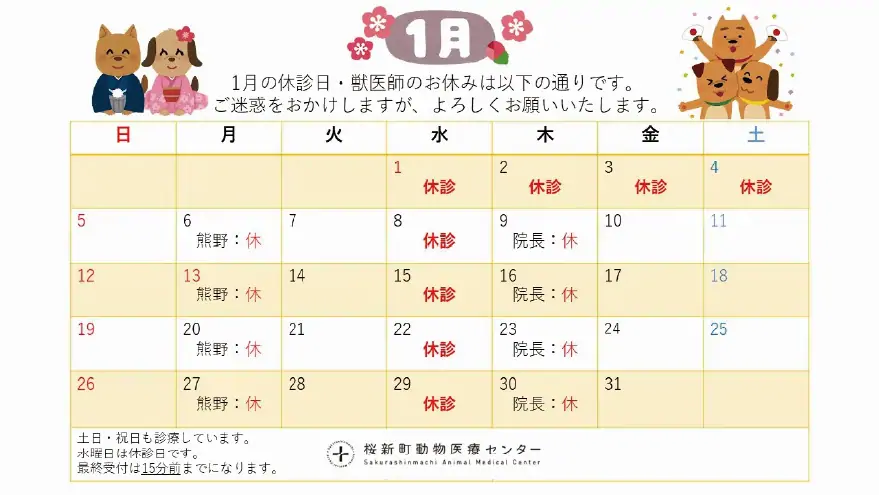 1月
1月の休診日・獣医師のお休みは以下の通りです。
ご迷惑をおかけしますが、よろしくお願いいたします。
日 月 火 水 木 金 土
1 2 3 4
休診 休診 休診 休診
5 6 7 8 9 10 11
熊野：休 休診 院長：休
12 13 14 15 16 17 18
熊野：休 休診 院長：休
19 20 21 22 23 24 25
熊野：休 休診 院長：休
26 27 28 29 30 31
熊野：休 休診 院長：休
土日・祝日も診療しています。
水曜日は休診日です。
最終受付は15分前までになります。
桜新町動物医療センター
Sakurashinmachi Animal Medical Center